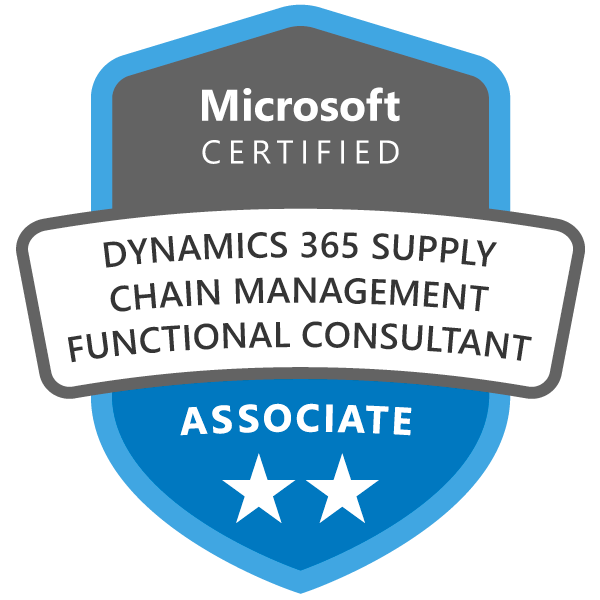 Microsoft
CERTIFIED
DYNAMICS 365 SUPPLY
CHAIN MANAGEMENT
FUNCTIONAL CONSULTANT
ASSOCIATE